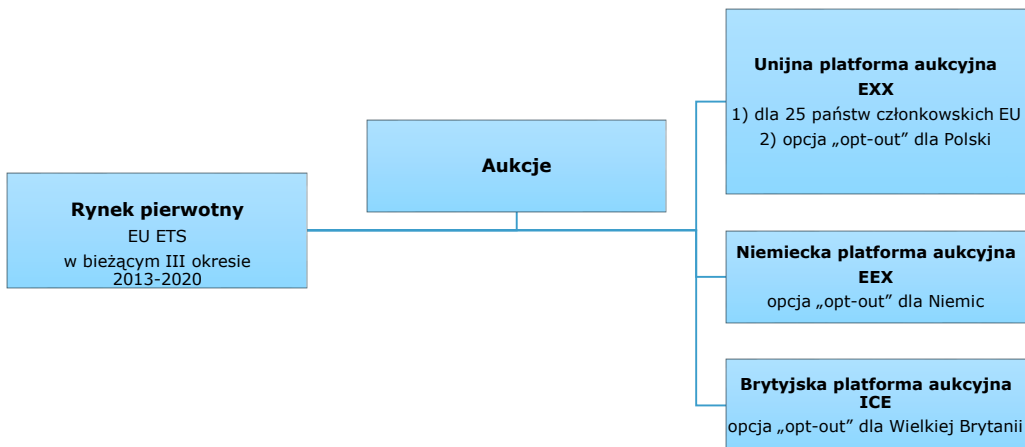 Rynek pierwotny
EU ETS
w bieżącym III okresie
2013-2020
Aukcje
Unijna platforma aukcyjna
EXX
1) dla 25 państw członkowskich EU
2) opcja „opt-out” dla Polski
Niemiecka platforma aukcyjna
EEX
opcja „opt-out” dla Niemic
Brytyjska platforma aukcyjna
ICE
opcja „opt-out” dla Wielkiej Brytanii